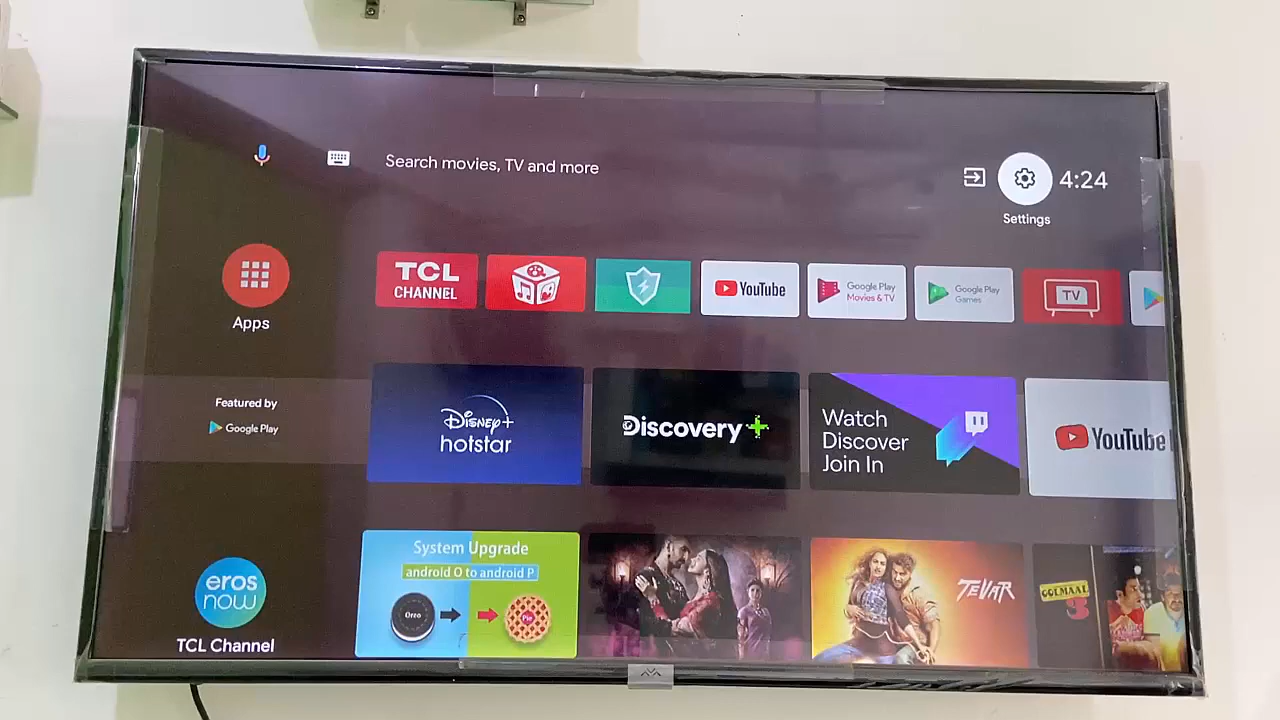 Search movies, TV and more
4:24
Settings
Apps
TCL
CHANNEL
YouTube
Google Play
Movies & TV
Google Play
Games
TV
Featured by
Google Play
Disney+
hotstar
Discovery+
Watch
Discover
Join In
YouTube
eros
now
TCL Channel
System Upgrade
android O to android P
Oreo
Pie
TEVAR
GOLMAAL
3